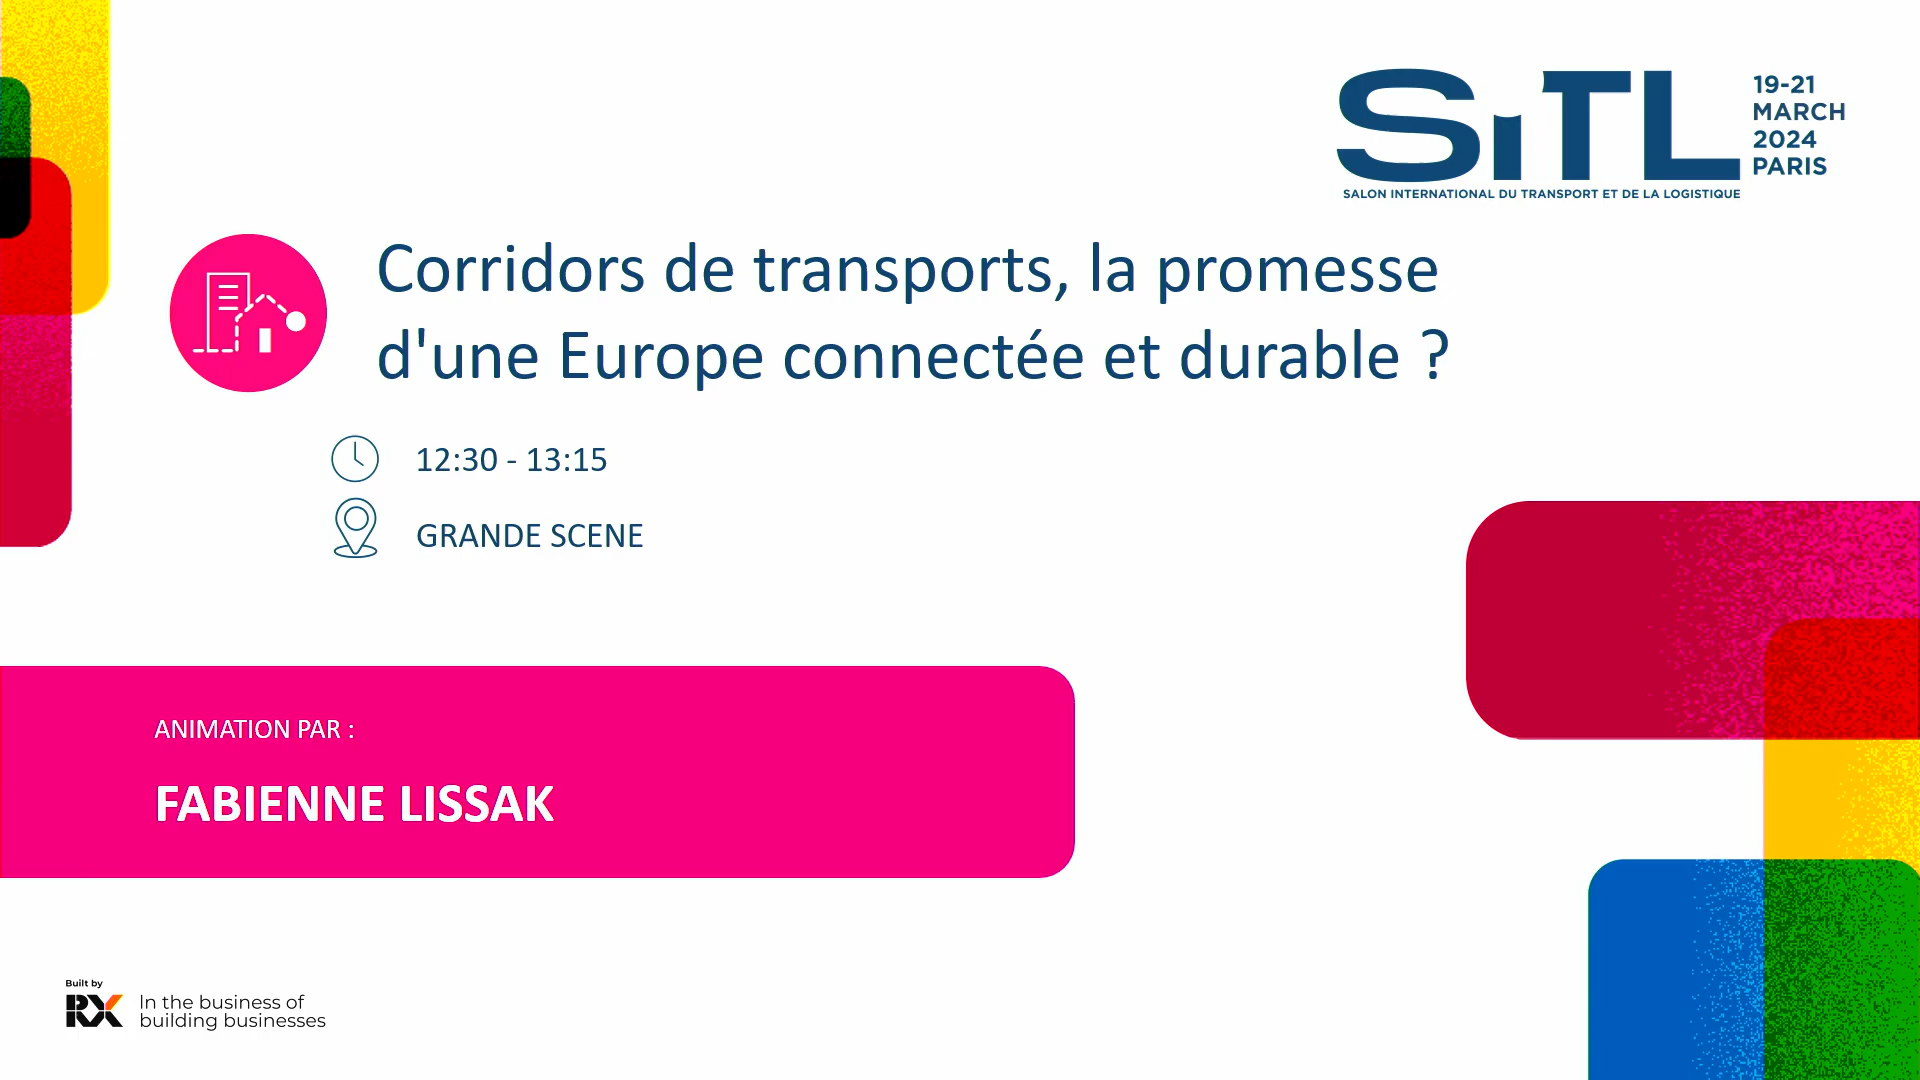 SiTL
19-21
MARCH
2024
PARIS
SALON INTERNATIONAL DU TRANSPORT ET DE LA LOGISTIQUE
Corridors de transports, la promesse
d'une Europe connectée et durable ?
12:30 - 13:15
GRANDE SCENE
ANIMATION PAR :
FABIENNE LISSAK
Built by
RX
In the business of
building businesses